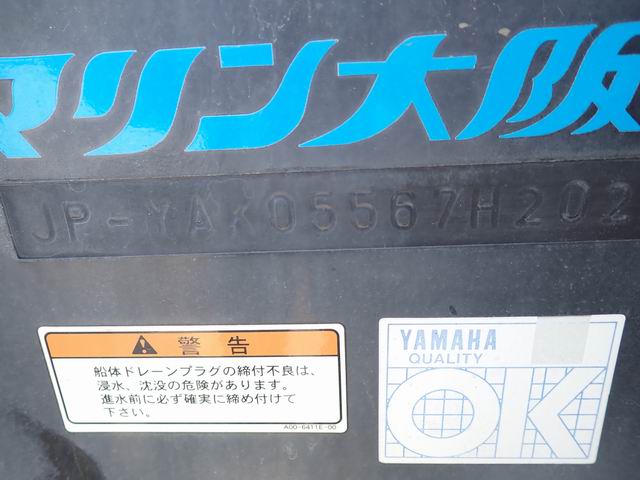 マリン大阪
JP-YAK05567H202
警告
船体ドレーンプラグの締付不良は、
浸水、沈没の危険があります。
進水前に必ず確実に締め付けて
下さい。
A00-6411E-00
YAMAHA
QUALITY
OK